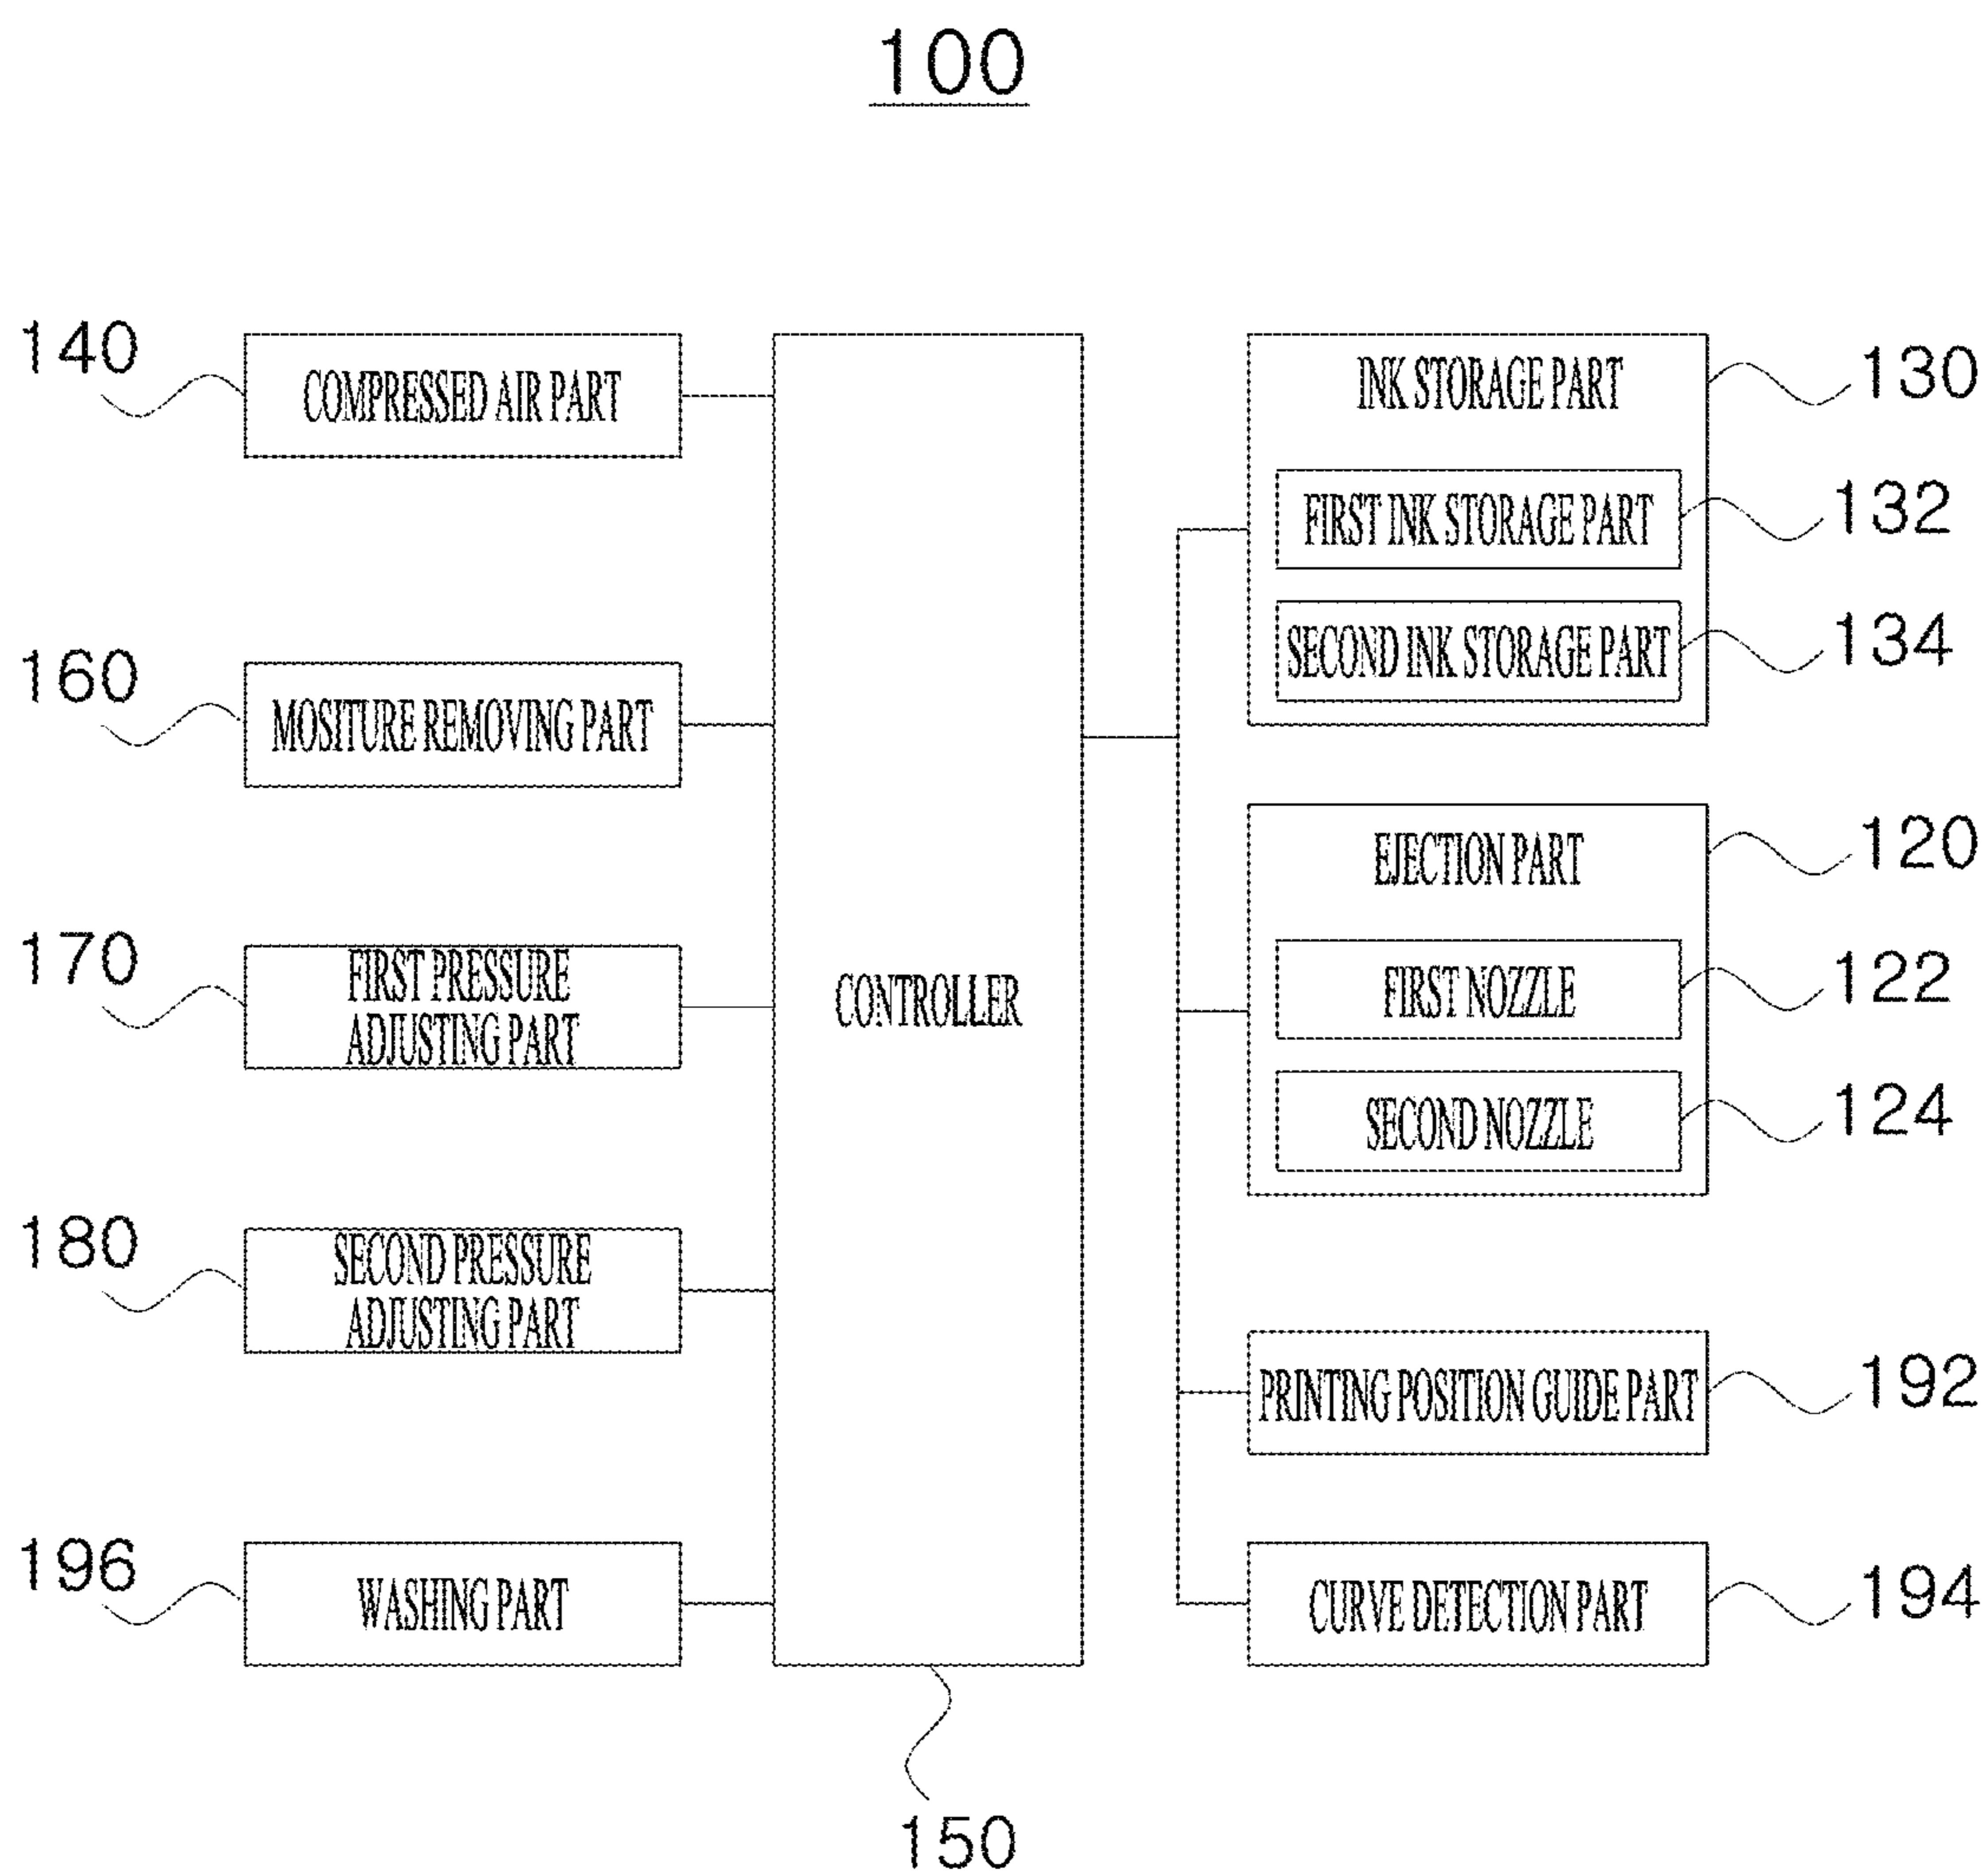 100
140
COMPRESSED AIR PART
160
MOSITURE REMOVING PART
170
FIRST PRESSURE
ADJUSTING PART
180
SECOND PRESSURE
ADJUSTING PART
196
WASHING PART
CONTROLLER
150
INK STORAGE PART
130
FIRST INK STORAGE PART
132
SECOND INK STORAGE PART
134
EJECTION PART
120
FIRST NOZZLE
122
SECOND NOZZLE
124
PRINTING POSITION GUIDE PART
192
CURVE DETECTION PART
194